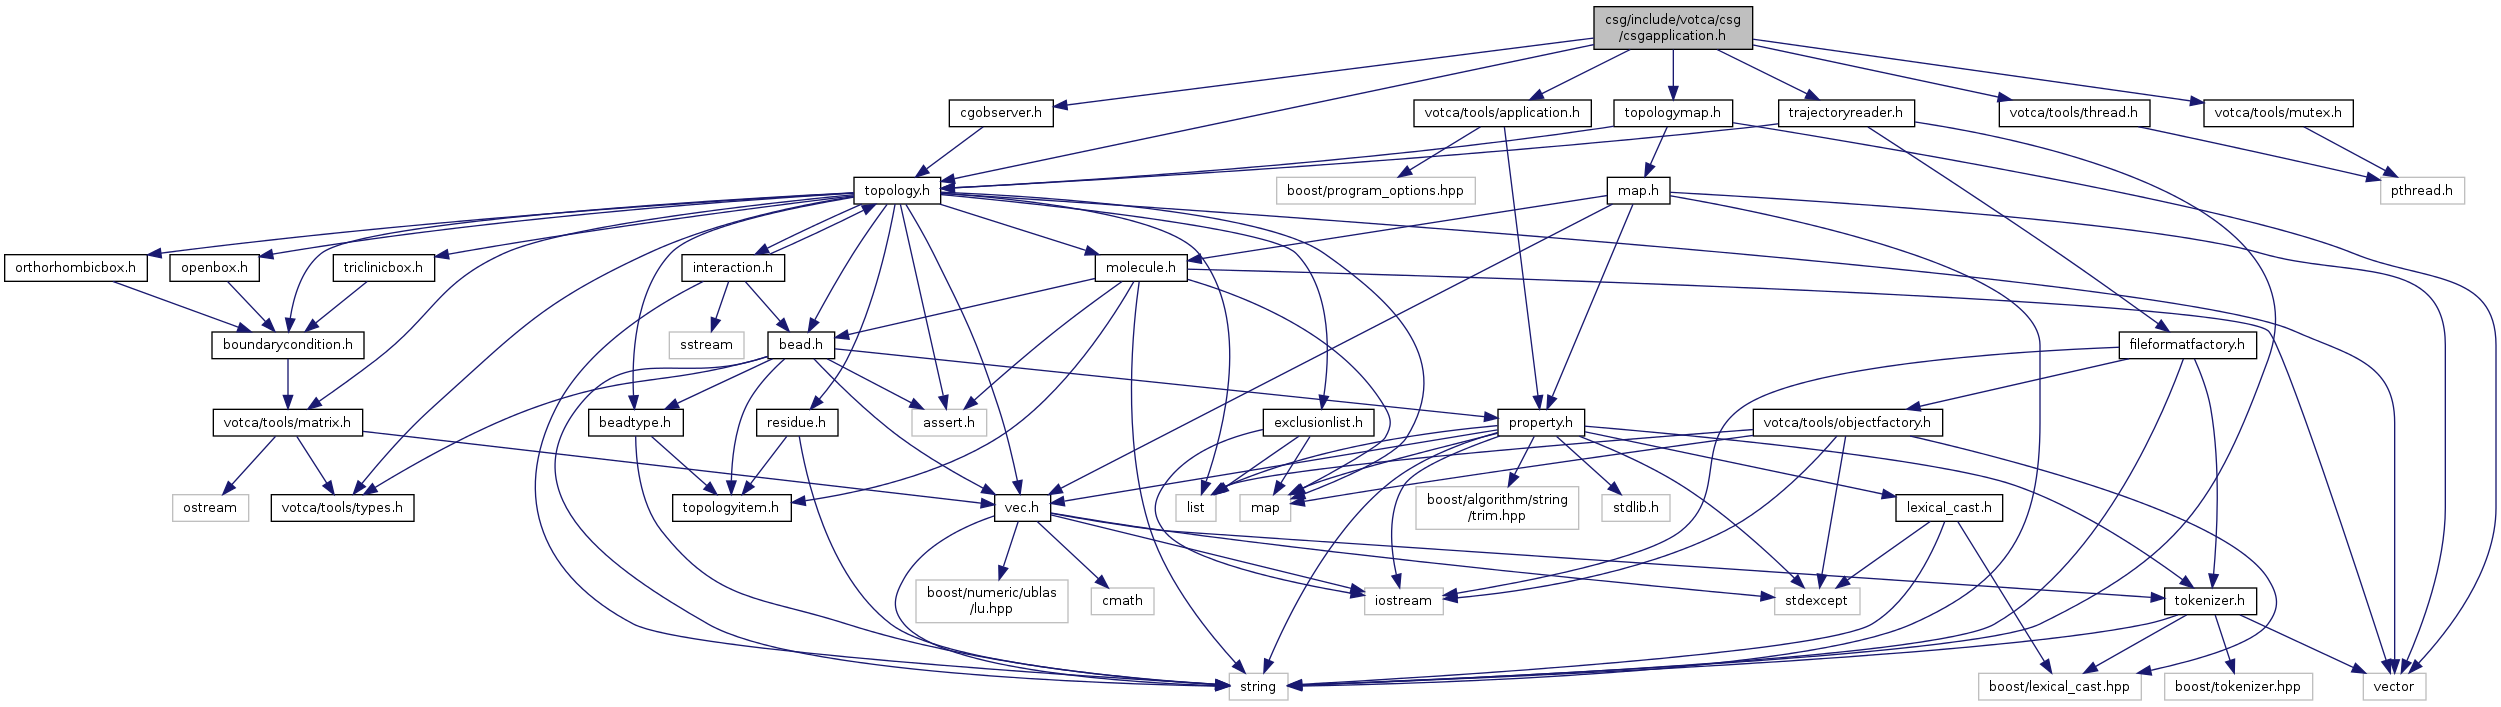 csg/include/votca/csg
/csgapplication.h
cgobserver.h
votca/tools/application.h
topologymap.h
trajectoryreader.h
votca/tools/thread.h
votca/tools/mutex.h
topology.h
boost/program_options.hpp
map.h
pthread.h
orthorhombicbox.h
openbox.h
triclinicbox.h
interaction.h
molecule.h
boundarycondition.h
sstream
bead.h
fileformatfactory.h
votca/tools/matrix.h
beadtype.h
residue.h
assert.h
exclusionlist.h
property.h
votca/tools/objectfactory.h
ostream
votca/tools/types.h
topologyitem.h
vec.h
list
map
boost/algorithm/string
/trim.hpp
stdlib.h
lexical_cast.h
boost/numeric/ublas
/lu.hpp
cmath
iostream
stdexcept
tokenizer.h
string
boost/lexical_cast.hpp
boost/tokenizer.hpp
vector